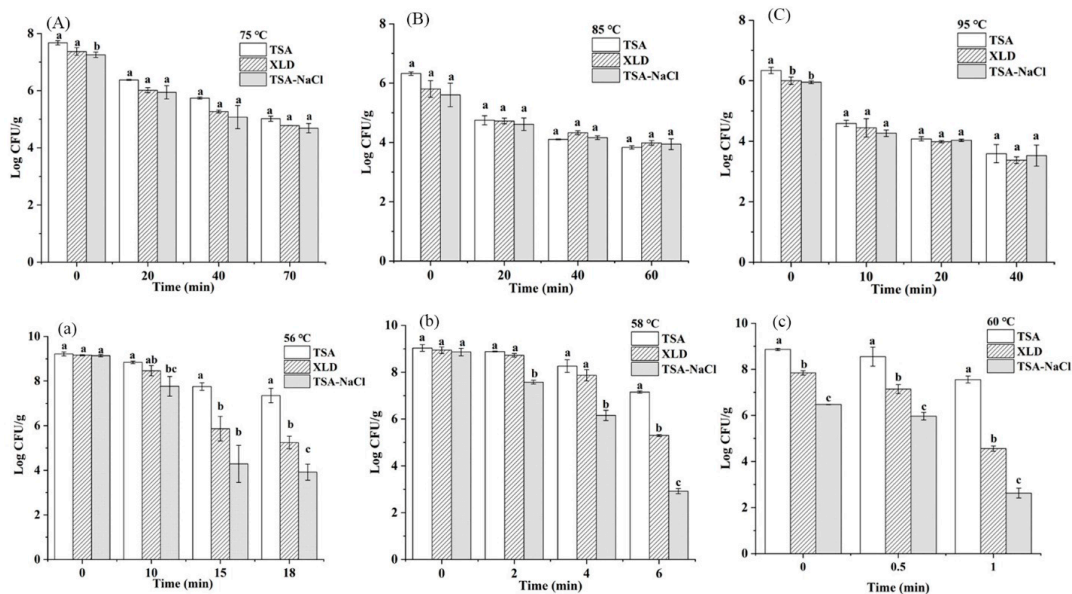 (A)
75 °C
TSA
XLD
TSA-NaCl
a
a
b
a
a
a
a
a
a
a
a
a
8
6
4
2
0
Log CFU/g
0
20
40
70
Time (min)
(B)
85 °C
TSA
XLD
TSA-NaCl
a
a
a
a
a
a
a
a
a
a
a
a
8
6
4
2
0
Log CFU/g
0
20
40
60
Time (min)
(C)
95 °C
TSA
XLD
TSA-NaCl
a
b
b
a
a
a
a
a
a
a
a
a
8
6
4
2
0
Log CFU/g
0
10
20
40
Time (min)
(a)
56 °C
TSA
XLD
TSA-NaCl
a
a
a
a
ab
bc
a
b
b
a
b
c
10
8
6
4
2
0
Log CFU/g
0
10
15
18
Time (min)
(b)
58 °C
TSA
XLD
TSA-NaCl
a
a
a
a
a
b
a
a
b
a
b
c
10
8
6
4
2
0
Log CFU/g
0
2
4
6
Time (min)
(c)
60 °C
TSA
XLD
TSA-NaCl
a
b
c
a
b
c
a
b
c
10
8
6
4
2
0
Log CFU/g
0
0.5
1
Time (min)